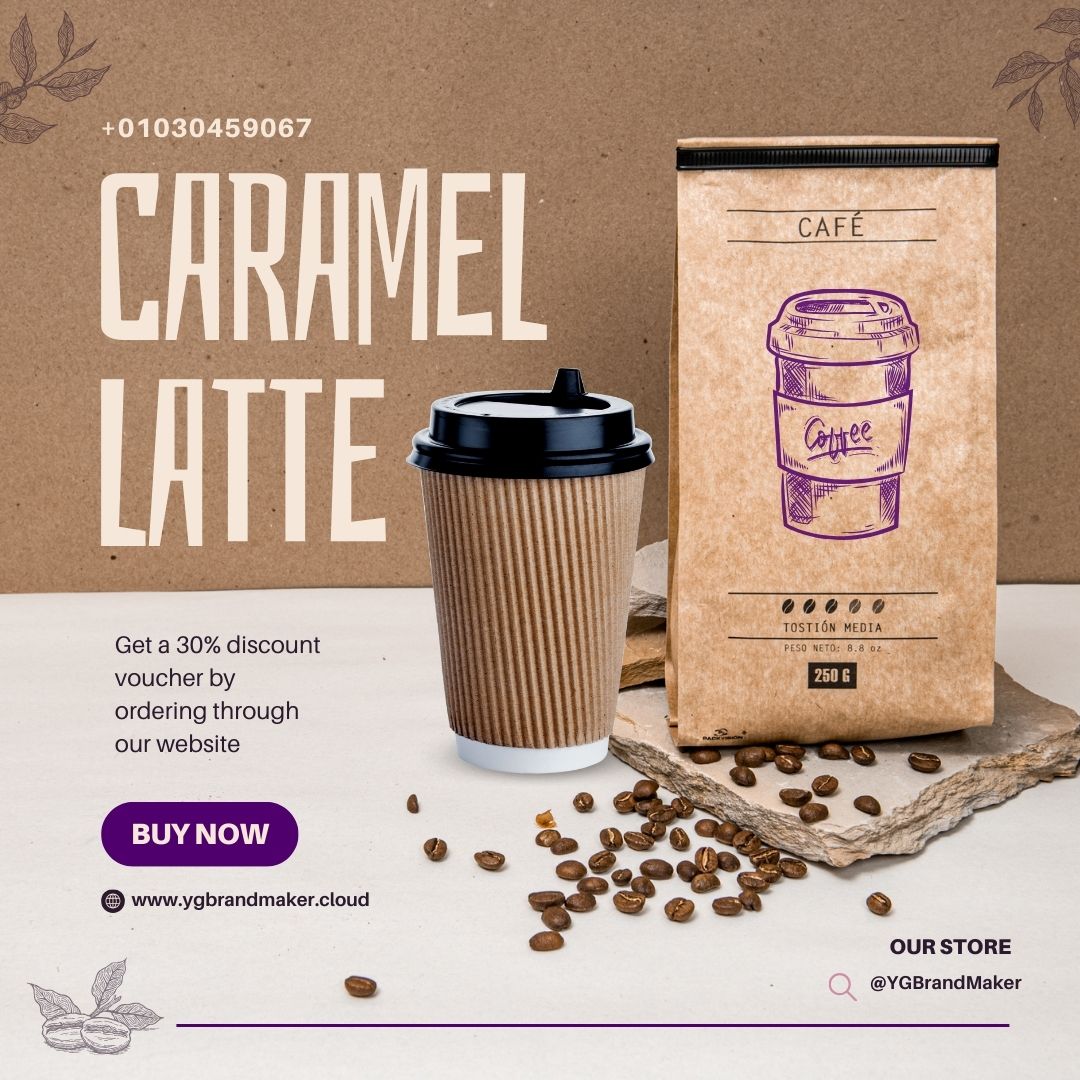 +01030459067
CARAMEL
LATTE
CAFÉ
Coffee
TOSTIÓN MEDIA
PESO NETO: 8.8 oz
250 G
PACKVISIÓN
Get a 30% discount
voucher by
ordering through
our website
BUY NOW
www.ygbrandmaker.cloud
OUR STORE
@YGBrandMaker